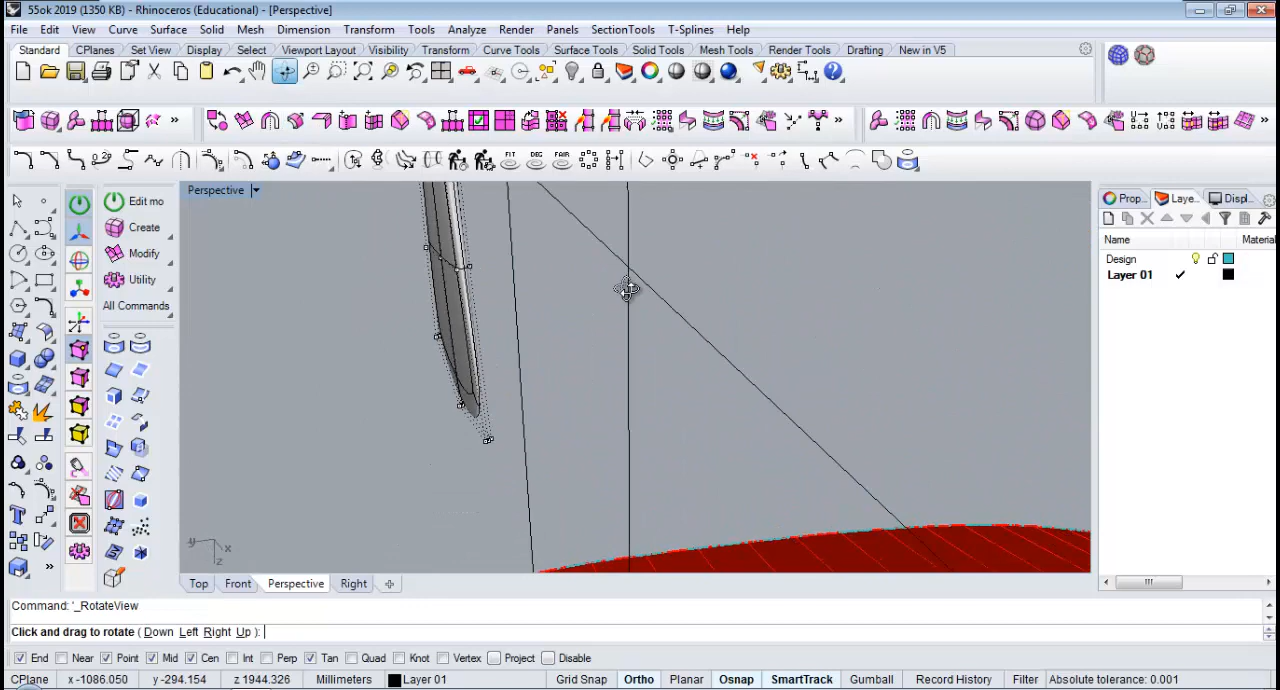 55ok 2019 (1350 KB) - Rhinoceros (Educational) - [Perspective]
File Edit View Curve Surface Solid Mesh Dimension Transform Tools Analyze Render Panels SectionTools T-Splines Help
Standard CPlanes Set View Display Select Viewport Layout Visibility Transform Curve Tools Surface Tools Solid Tools Mesh Tools Render Tools Drafting New in V5
FIT DEG FAIR
Perspective
Prop... Laye... Displ...
Edit mo
Create
Modify
Utility
All Commands
Name Material
Design
Layer 01
y x z
Top Front Perspective Right
Command: '_RotateView
Click and drag to rotate ( Down Left Right Up ):
End Near Point Mid Cen Int Perp Tan Quad Knot Vertex Project Disable
CPlane x -1086.050 y -294.154 z 1944.326 Millimeters Layer 01 Grid Snap Ortho Planar Osnap SmartTrack Gumball Record History Filter Absolute tolerance: 0.001